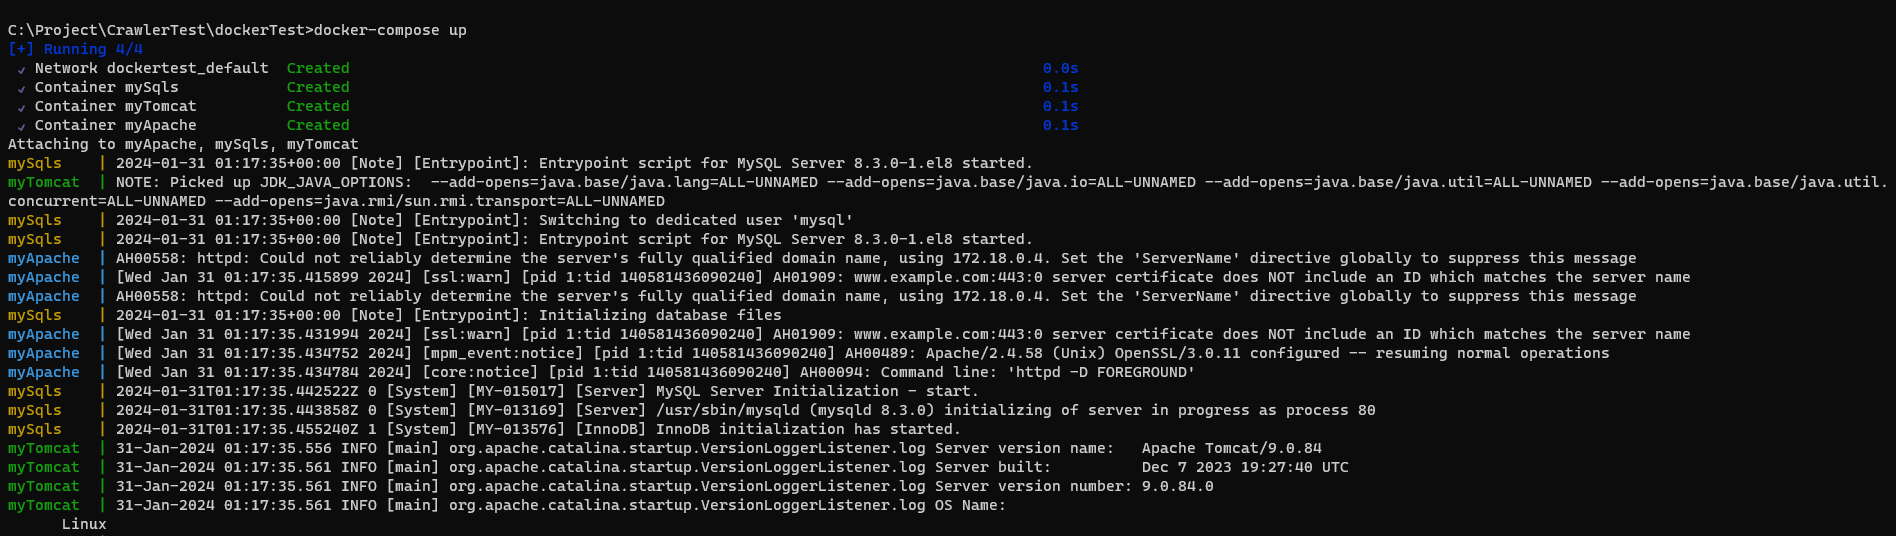 C:\Project\CrawlerTest\dockerTest>docker-compose up
[+] Running 4/4
✓ Network dockertest_default  Created  0.0s
✓ Container mySqls  Created  0.1s
✓ Container myTomcat  Created  0.1s
✓ Container myApache  Created  0.1s
Attaching to myApache, mySqls, myTomcat
mySqls    | 2024-01-31 01:17:35+00:00 [Note] [Entrypoint]: Entrypoint script for MySQL Server 8.3.0-1.el8 started.
myTomcat  | NOTE: Picked up JDK_JAVA_OPTIONS:  --add-opens=java.base/java.lang=ALL-UNNAMED --add-opens=java.base/java.io=ALL-UNNAMED --add-opens=java.base/java.util=ALL-UNNAMED --add-opens=java.base/java.util.
concurrent=ALL-UNNAMED --add-opens=java.rmi/sun.rmi.transport=ALL-UNNAMED
mySqls    | 2024-01-31 01:17:35+00:00 [Note] [Entrypoint]: Switching to dedicated user 'mysql'
mySqls    | 2024-01-31 01:17:35+00:00 [Note] [Entrypoint]: Entrypoint script for MySQL Server 8.3.0-1.el8 started.
myApache  | AH00558: httpd: Could not reliably determine the server's fully qualified domain name, using 172.18.0.4. Set the 'ServerName' directive globally to suppress this message
myApache  | [Wed Jan 31 01:17:35.415899 2024] [ssl:warn] [pid 1:tid 140581436090240] AH01909: www.example.com:443:0 server certificate does NOT include an ID which matches the server name
myApache  | AH00558: httpd: Could not reliably determine the server's fully qualified domain name, using 172.18.0.4. Set the 'ServerName' directive globally to suppress this message
mySqls    | 2024-01-31 01:17:35+00:00 [Note] [Entrypoint]: Initializing database files
myApache  | [Wed Jan 31 01:17:35.431994 2024] [ssl:warn] [pid 1:tid 140581436090240] AH01909: www.example.com:443:0 server certificate does NOT include an ID which matches the server name
myApache  | [Wed Jan 31 01:17:35.434752 2024] [mpm_event:notice] [pid 1:tid 140581436090240] AH00489: Apache/2.4.58 (Unix) OpenSSL/3.0.11 configured -- resuming normal operations
myApache  | [Wed Jan 31 01:17:35.434784 2024] [core:notice] [pid 1:tid 140581436090240] AH00094: Command line: 'httpd -D FOREGROUND'
mySqls    | 2024-01-31T01:17:35.442522Z 0 [System] [MY-015017] [Server] MySQL Server Initialization - start.
mySqls    | 2024-01-31T01:17:35.443858Z 0 [System] [MY-013169] [Server] /usr/sbin/mysqld (mysqld 8.3.0) initializing of server in progress as process 80
mySqls    | 2024-01-31T01:17:35.455240Z 1 [System] [MY-013576] [InnoDB] InnoDB initialization has started.
myTomcat  | 31-Jan-2024 01:17:35.556 INFO [main] org.apache.catalina.startup.VersionLoggerListener.log Server version name:   Apache Tomcat/9.0.84
myTomcat  | 31-Jan-2024 01:17:35.561 INFO [main] org.apache.catalina.startup.VersionLoggerListener.log Server built:          Dec 7 2023 19:27:40 UTC
myTomcat  | 31-Jan-2024 01:17:35.561 INFO [main] org.apache.catalina.startup.VersionLoggerListener.log Server version number: 9.0.84.0
myTomcat  | 31-Jan-2024 01:17:35.561 INFO [main] org.apache.catalina.startup.VersionLoggerListener.log OS Name:
Linux